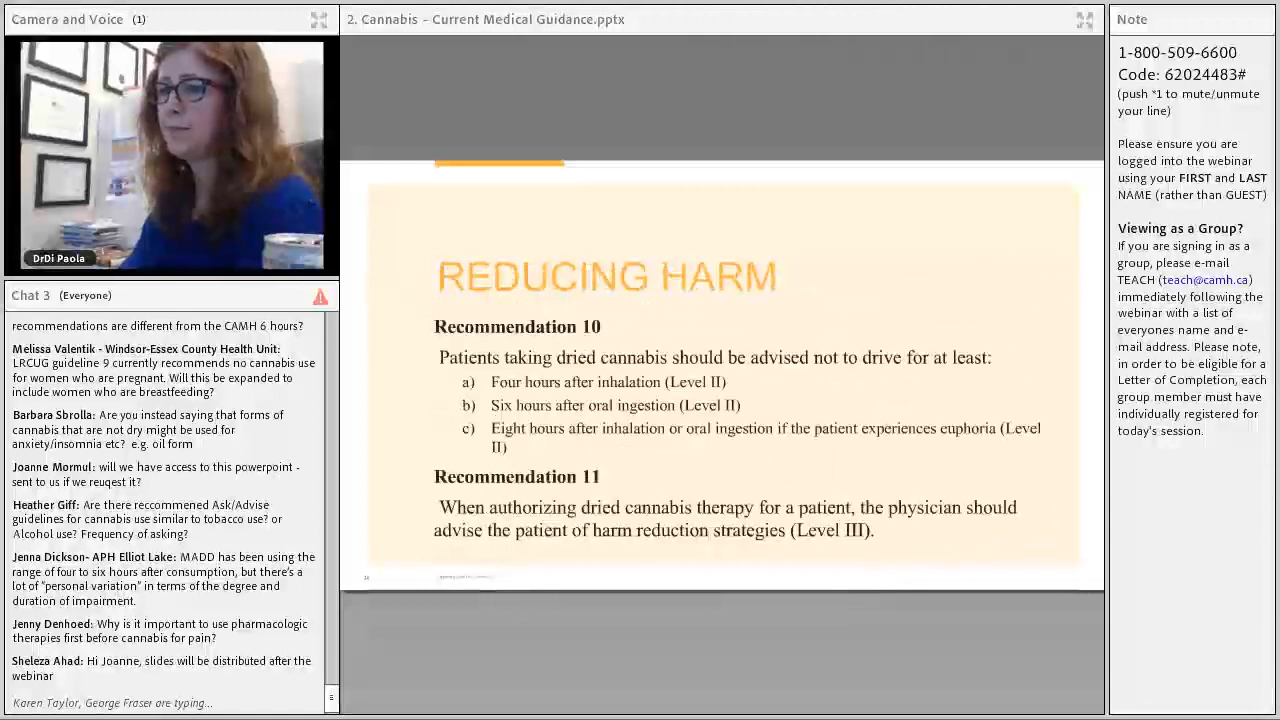 Camera and Voice (1)
DrDi Paola
Chat 3 (Everyone)
recommendations are different from the CAMH 6 hours?
Melissa Valentik - Windsor-Essex County Health Unit:
LRCUG guideline 9 currently recommends no cannabis use
for women who are pregnant. Will this be expanded to
include women who are breastfeeding?
Barbara Sbrolla: Are you instead saying that forms of
cannabis that are not dry might be used for
anxiety/insomnia etc? e.g. oil form
Joanne Mormul: will we have access to this powerpoint -
sent to us if we reuqest it?
Heather Giff: Are there reccommened Ask/Advise
guidelines for cannabis use similar to tobacco use? or
Alcohol use? Frequency of asking?
Jenna Dickson- APH Elliot Lake: MADD has been using the
range of four to six hours after consumption, but there's a
lot of "personal variation" in terms of the degree and
duration of impairment.
Jenny Denhoed: Why is it important to use pharmacologic
therapies first before cannabis for pain?
Sheleza Ahad: Hi Joanne, slides will be distributed after the
webinar
Karen Taylor, George Fraser are typing...
2. Cannabis - Current Medical Guidance.pptx
REDUCING HARM
Recommendation 10
Patients taking dried cannabis should be advised not to drive for at least:
a) Four hours after inhalation (Level II)
b) Six hours after oral ingestion (Level II)
c) Eight hours after inhalation or oral ingestion if the patient experiences euphoria (Level
II)
Recommendation 11
When authorizing dried cannabis therapy for a patient, the physician should
advise the patient of harm reduction strategies (Level III).
Note
1-800-509-6600
Code: 62024483#
(push *1 to mute/unmute
your line)
Please ensure you are
logged into the webinar
using your FIRST and LAST
NAME (rather than GUEST)
Viewing as a Group?
If you are signing in as a
group, please e-mail
TEACH (teach@camh.ca)
immediately following the
webinar with a list of
everyones name and e-
mail address. Please note,
in order to be eligible for a
Letter of Completion, each
group member must have
individually registered for
today's session.